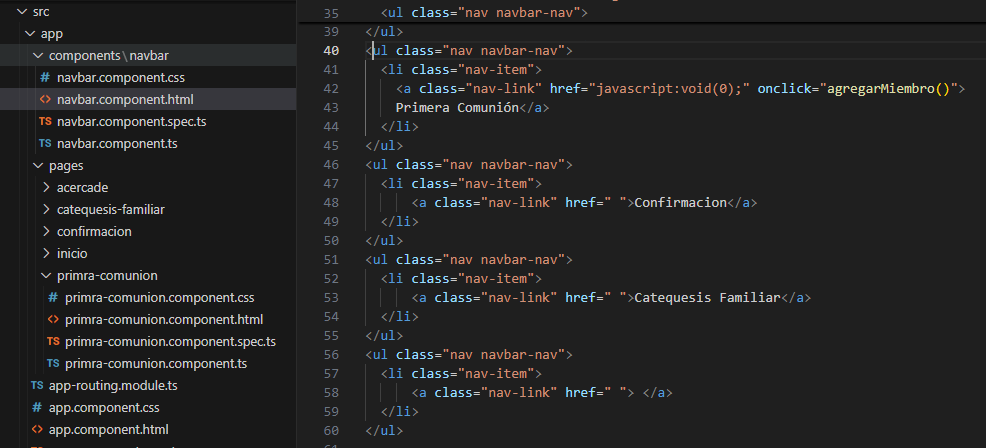 src
app
components\navbar
# navbar.component.css
<> navbar.component.html
TS navbar.component.spec.ts
TS navbar.component.ts
pages
acercade
catequesis-familiar
confirmacion
inicio
primra-comunion
# primra-comunion.component.css
<> primra-comunion.component.html
TS primra-comunion.component.spec.ts
TS primra-comunion.component.ts
TS app-routing.module.ts
# app.component.css
<> app.component.html
35 <ul class="nav navbar-nav">
39 </ul>
40 <ul class="nav navbar-nav">
41 <li class="nav-item">
42 <a class="nav-link" href="javascript:void(0);" onclick="agregarMiembro()">
43 Primera Comunión</a>
44 </li>
45 </ul>
46 <ul class="nav navbar-nav">
47 <li class="nav-item">
48 <a class="nav-link" href=" ">Confirmacion</a>
49 </li>
50 </ul>
51 <ul class="nav navbar-nav">
52 <li class="nav-item">
53 <a class="nav-link" href=" ">Catequesis Familiar</a>
54 </li>
55 </ul>
56 <ul class="nav navbar-nav">
57 <li class="nav-item">
58 <a class="nav-link" href=" "> </a>
59 </li>
60 </ul>